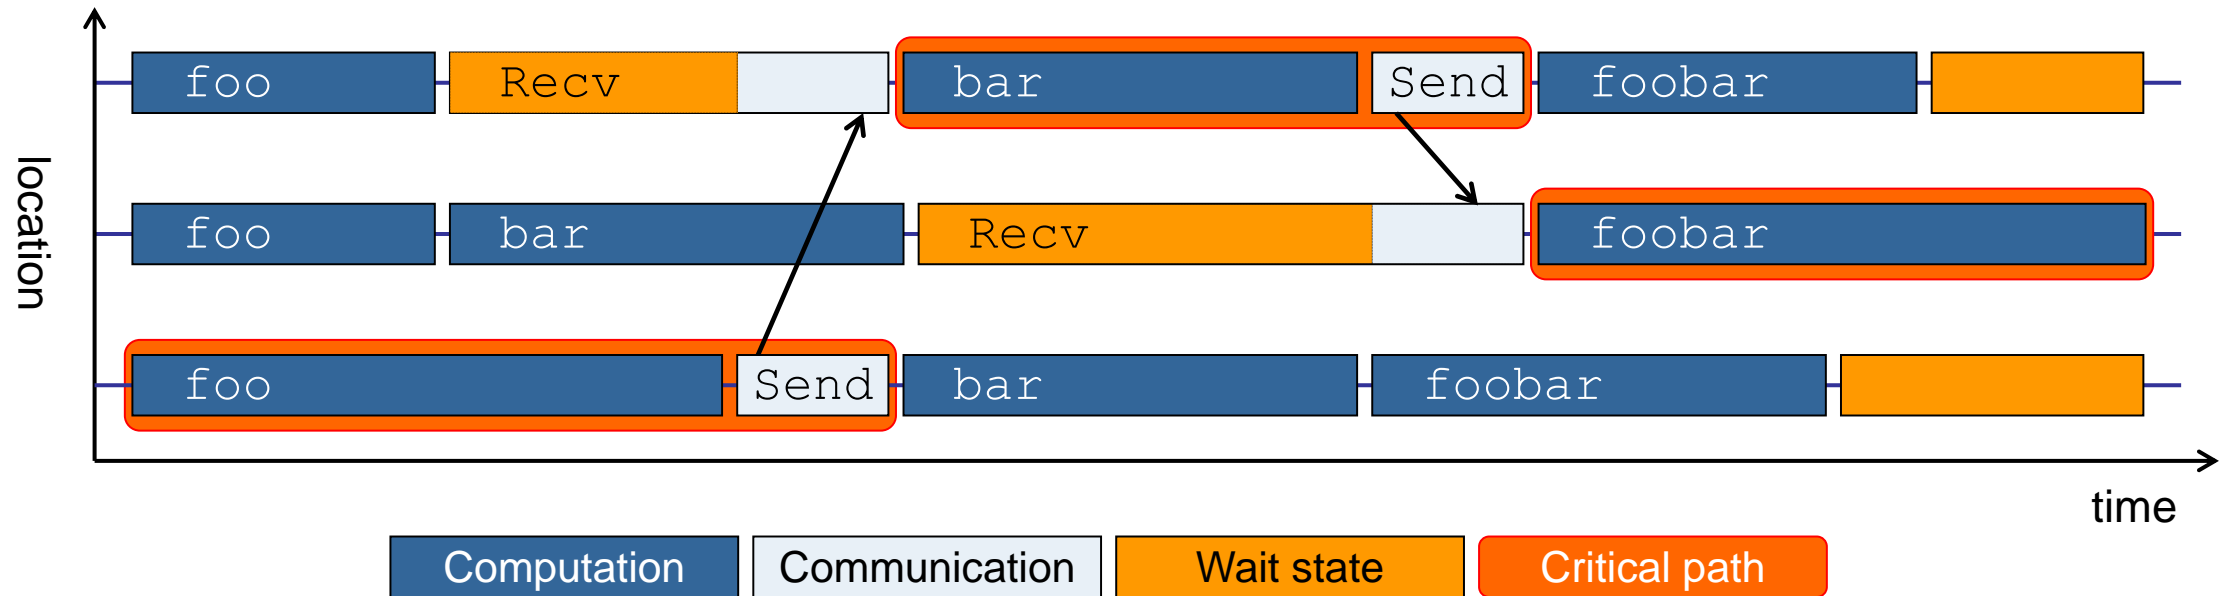 foo Recv bar Send foobar
location
foo bar Recv foobar
foo Send bar foobar
time
Computation Communication Wait state Critical path